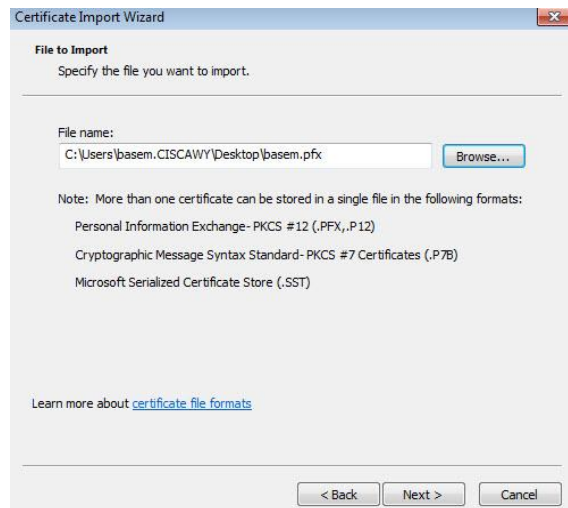 Certificate Import Wizard
File to Import
Specify the file you want to import.
File name:
C:\Users\basem.CISCAWY\Desktop\basem.pfx
Browse...
Note: More than one certificate can be stored in a single file in the following formats:
Personal Information Exchange- PKCS #12 (.PFX,.P12)
Cryptographic Message Syntax Standard- PKCS #7 Certificates (.P7B)
Microsoft Serialized Certificate Store (.SST)
Learn more about certificate file formats
< Back Next > Cancel